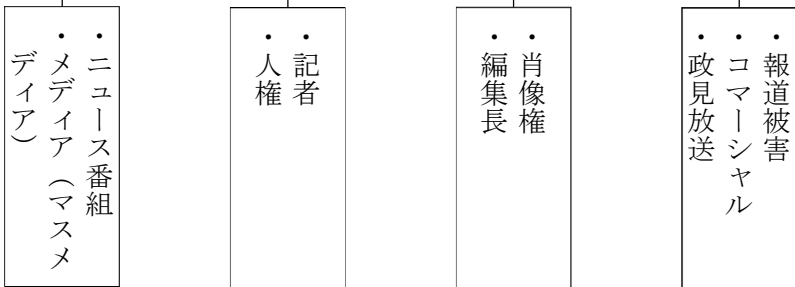 ・報道被害
・コマーシャル
・政見放送
・肖像権
・編集長
・記者
・人権
・ニュース番組
・メディア（マスメ
ディア）